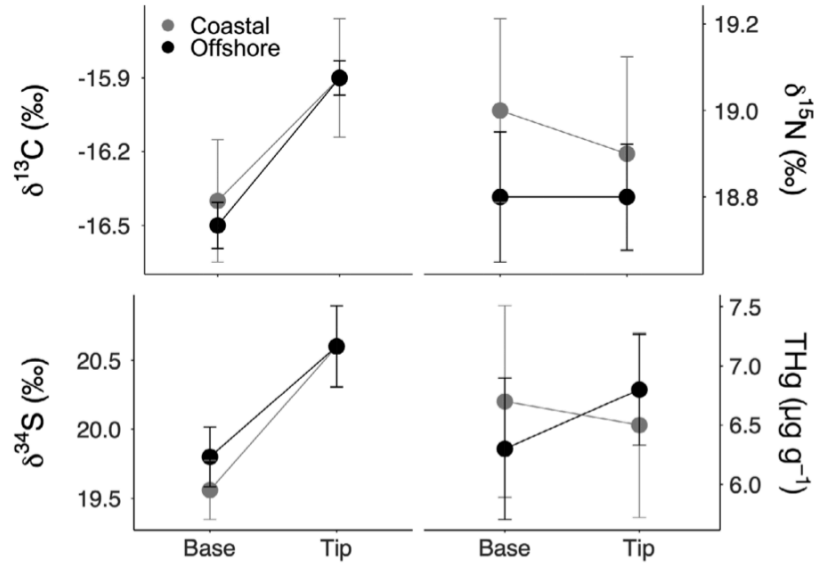 Coastal
Offshore
δ13C (‰)
-15.9
-16.2
-16.5
19.2
19.0
18.8
δ15N (‰)
δ34S (‰)
20.5
20.0
19.5
7.5
7.0
6.5
6.0
THg (µg g–1)
Base Tip Base Tip